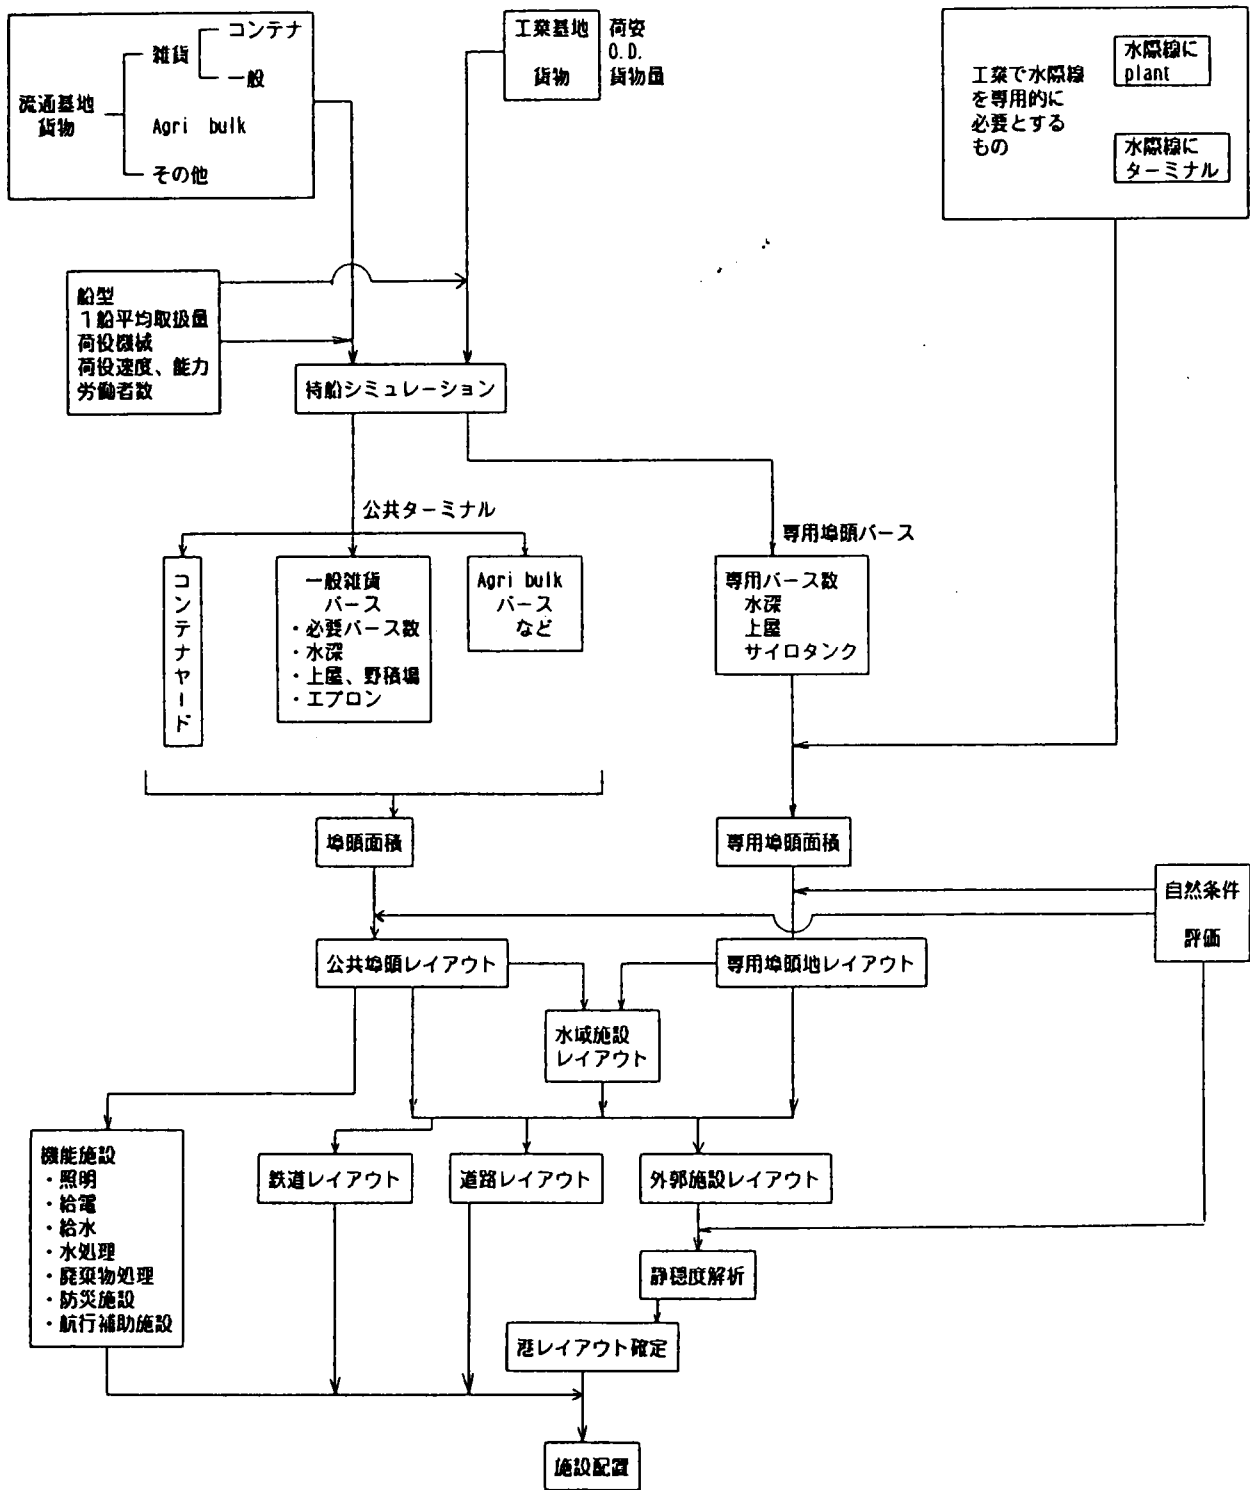 コンテナ
雑貨
一般
流通基地
貨物
Agri bulk
その他
工業基地
貨物
荷姿
O.D.
貨物量
工業で水際線
を専用的に
必要とする
もの
水際線に
plant
水際線に
ターミナル
船型
1船平均取扱量
荷役機械
荷役速度、能力
労働者数
待船シミュレーション
公共ターミナル
専用埠頭バース
コンテナヤード
一般雑貨
バース
・必要バース数
・水深
・上屋、野積場
・エプロン
Agri bulk
バース
など
専用バース数
水深
上屋
サイロタンク
埠頭面積
専用埠頭面積
自然条件
評価
公共埠頭レイアウト
専用埠頭地レイアウト
水域施設
レイアウト
機能施設
・照明
・給電
・給水
・水処理
・廃棄物処理
・防災施設
・航行補助施設
鉄道レイアウト
道路レイアウト
外郭施設レイアウト
静穏度解析
港レイアウト確定
施設配置